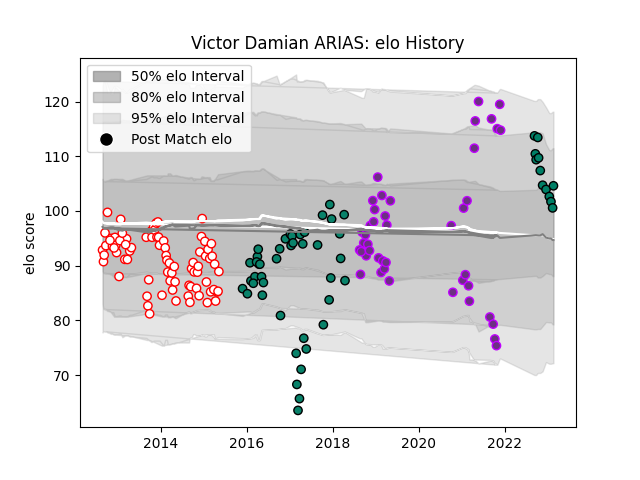 Victor Damian ARIAS: elo History
50% elo Interval
80% elo Interval
95% elo Interval
Post Match elo
elo score
120
110
100
90
80
70
2014
2016
2018
2020
2022